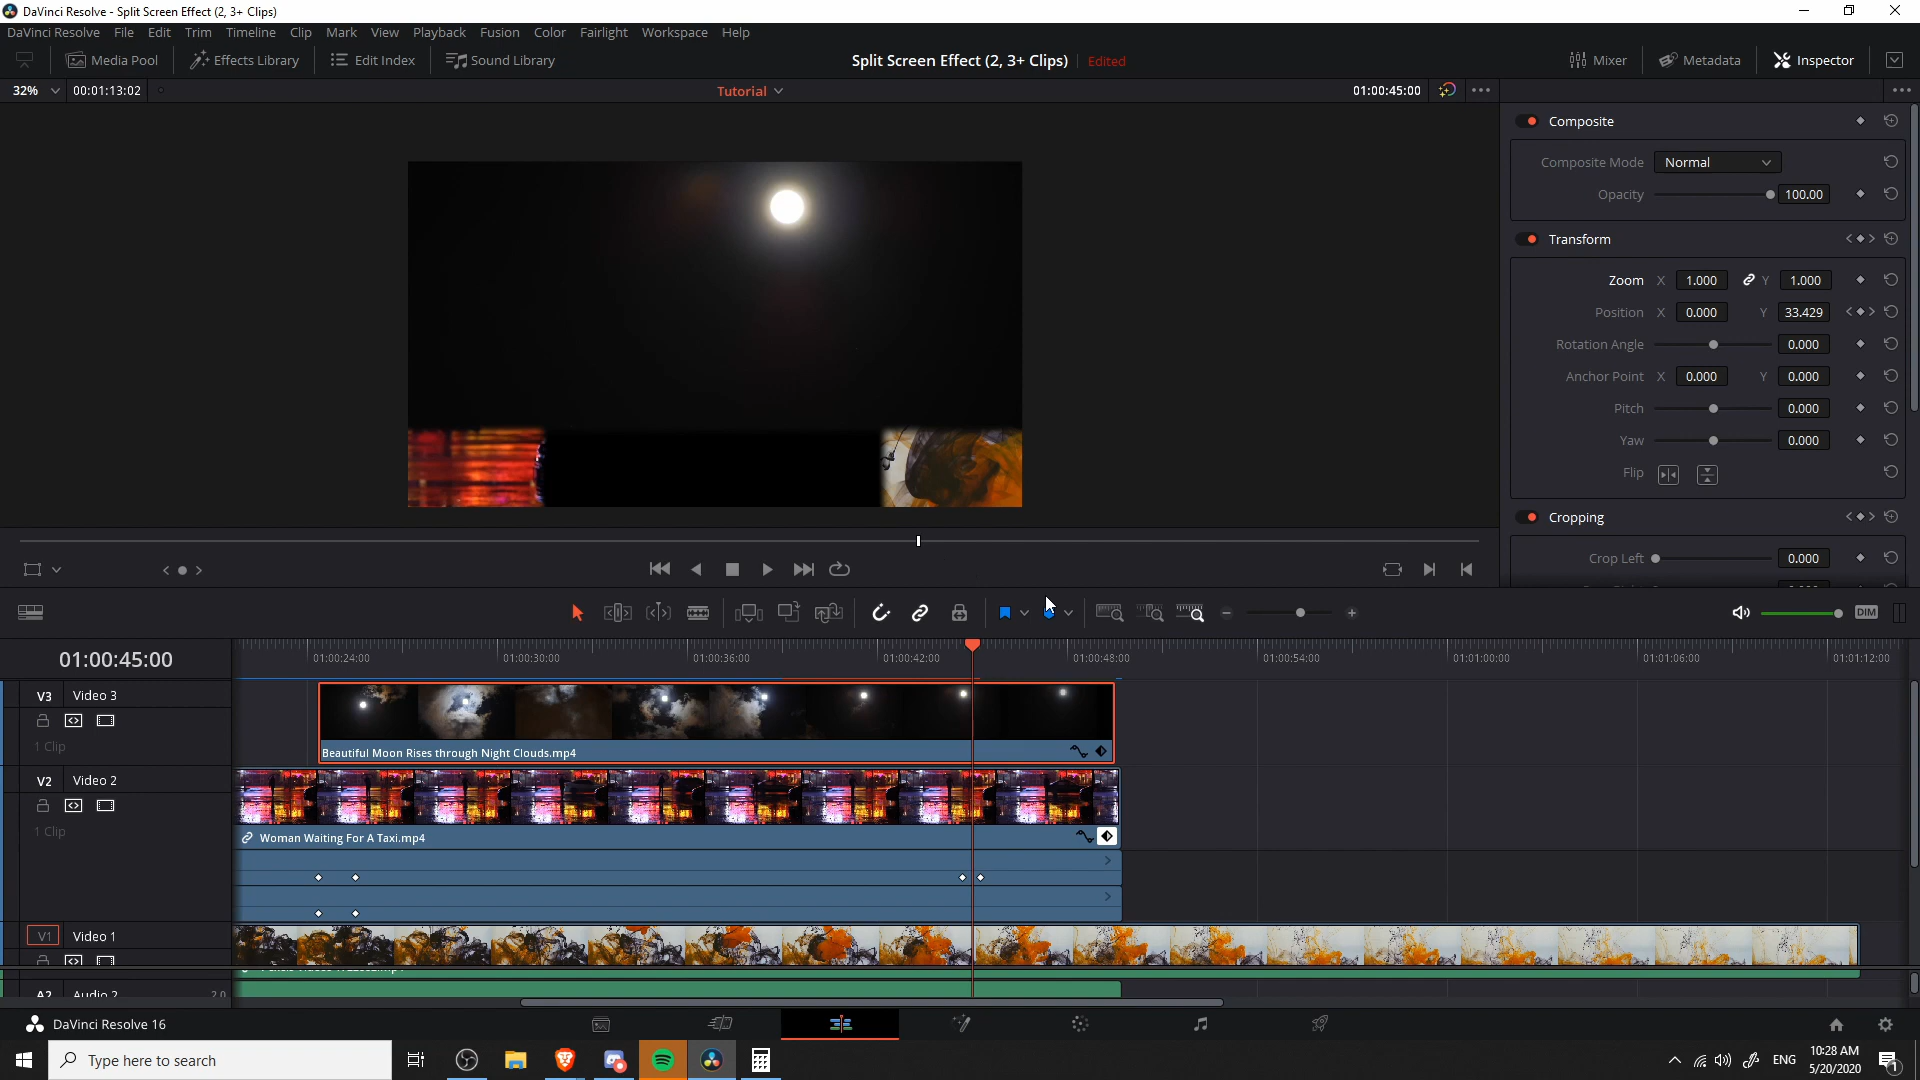 DaVinci Resolve - Split Screen Effect (2, 3+ Clips)
DaVinci Resolve File Edit Trim Timeline Clip Mark View Playback Fusion Color Fairlight Workspace Help
Media Pool Effects Library Edit Index Sound Library Split Screen Effect (2, 3+ Clips) Edited Mixer Metadata Inspector
32% 00:01:13:02 Tutorial 01:00:45:00
Composite
Composite Mode Normal
Opacity 100.00
Transform
Zoom X 1.000 Y 1.000
Position X 0.000 Y 33.429
Rotation Angle 0.000
Anchor Point X 0.000 Y 0.000
Pitch 0.000
Yaw 0.000
Flip
Cropping
Crop Left 0.000
DIM
01:00:45:00 01:00:24:00 01:00:30:00 01:00:36:00 01:00:42:00 01:00:48:00 01:00:54:00 01:01:00:00 01:01:06:00 01:01:12:00
V3 Video 3
1 Clip
Beautiful Moon Rises through Night Clouds.mp4
V2 Video 2
1 Clip
Woman Waiting For A Taxi.mp4
V1 Video 1
A2 Audio 2 2.0
DaVinci Resolve 16
Type here to search
ENG
10:28 AM
5/20/2020
1